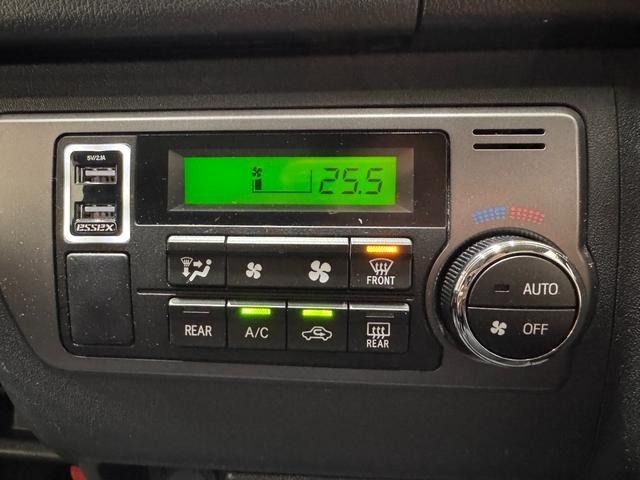 5V/2.1A
essex
25.5
FRONT
AUTO
REAR
A/C
REAR
OFF